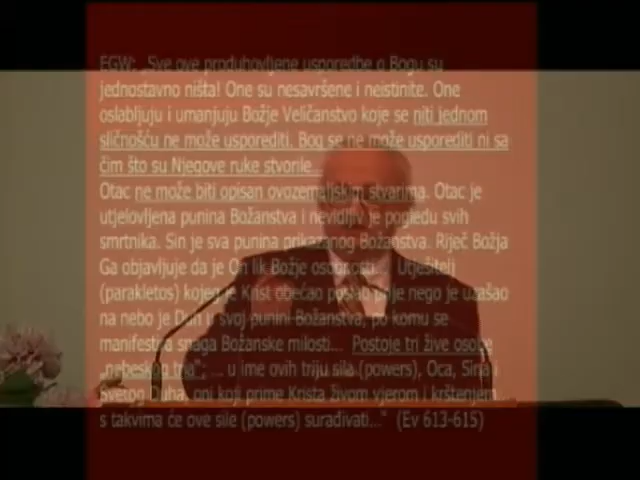 EGW: „Sve ove produhovljene usporedbe o Bogu su
jednostavno ništa! One su nesavršene i neistinite. One
oslabljuju i umanjuju Božje Veličanstvo koje se niti jednom
sličnošću ne može usporediti. Bog se ne može usporediti ni sa
čim što su Njegove ruke stvorile.
Otac ne može biti opisan ovozemaljskim stvarima. Otac je
utjelovljena punina Božanstva i nevidljiv je pogledu svih
smrtnika. Sin je sva punina prikazanog Božanstva. Riječ Božja
Ga objavljuje da je On lik Božje osobnosti... Utješitelj
(parakletos) kojeg je Krist obećao poslati prije nego je uzašao
na nebo je Duh u svoj punini Božanstva, po komu se
manifestira snaga Božanske milosti... Postoje tri žive osobe
„nebeskog tria"; ... u ime ovih triju sila (powers), Oca, Sina i
Svetog Duha, oni koji prime Krista živom vjerom i krštenjem,
s takvima će ove sile (powers) surađivati..." (Ev 613-615)